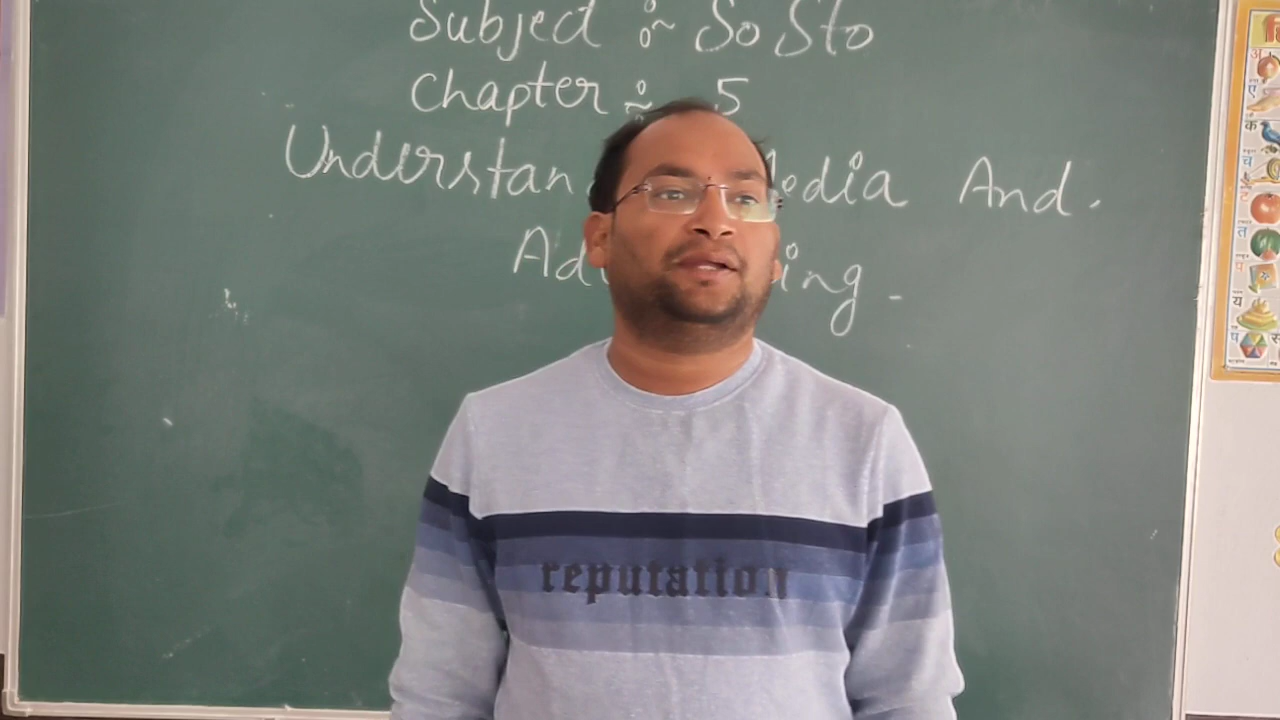 Subject : ~ So Sto
Chapter : ~ 5
Understan edia And.
Ad ing -
reputation
अ
ए
क
च
ट
त
प
य
ष